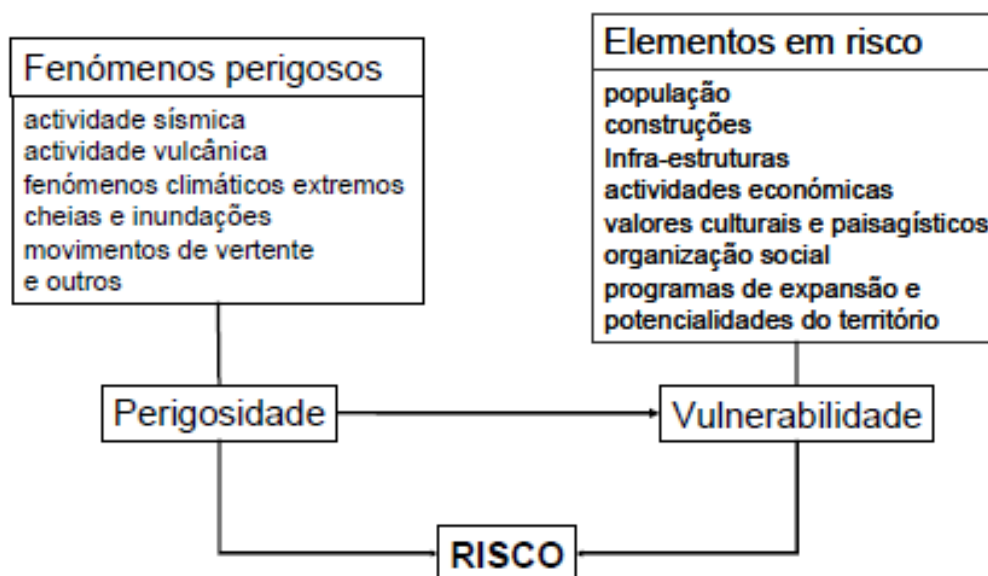 Fenómenos perigosos
actividade sísmica
actividade vulcânica
fenómenos climáticos extremos
cheias e inundações
movimentos de vertente
e outros
Elementos em risco
população
construções
Infra-estruturas
actividades económicas
valores culturais e paisagísticos
organização social
programas de expansão e
potencialidades do território
Perigosidade
Vulnerabilidade
RISCO